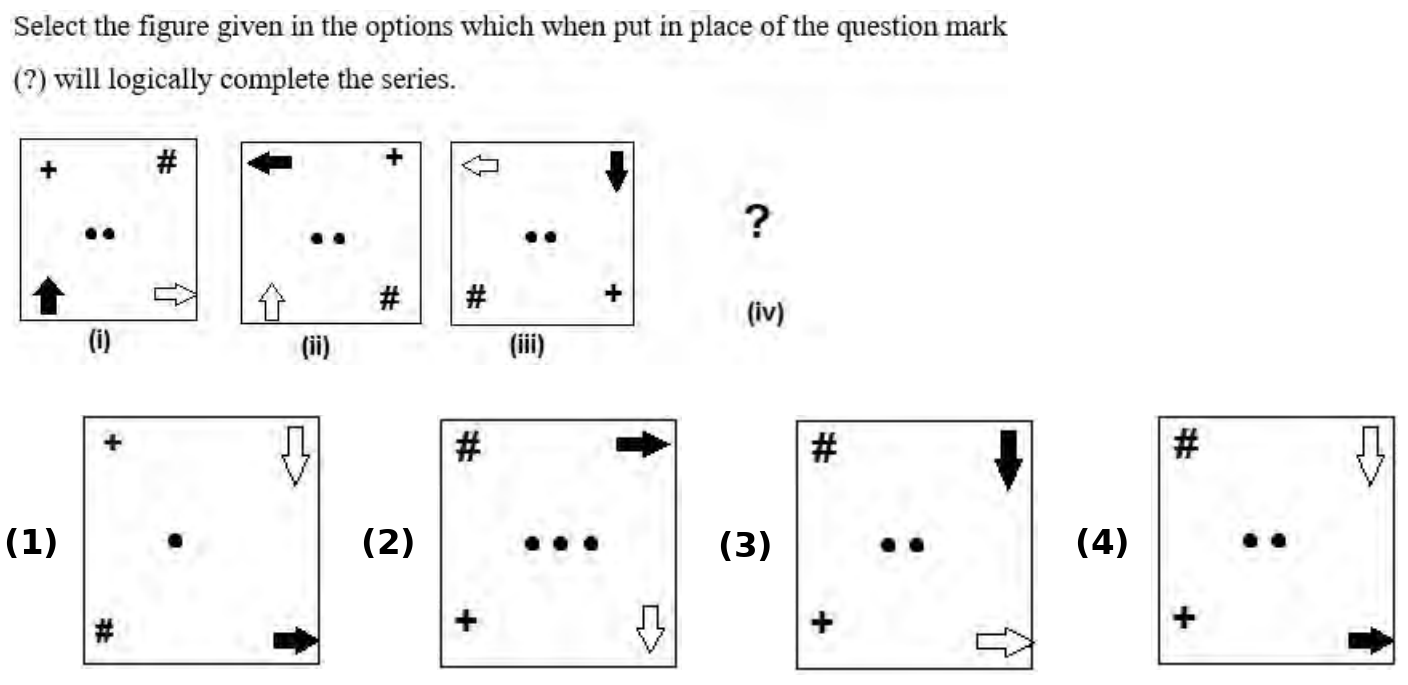 Select the figure given in the options which when put in place of the question mark
(?) will logically complete the series.
+ #
+
#
# +
?
(i)
(ii)
(iii)
(iv)
+
#
#
#
(1)
(2)
(3)
(4)
#
+
+
+